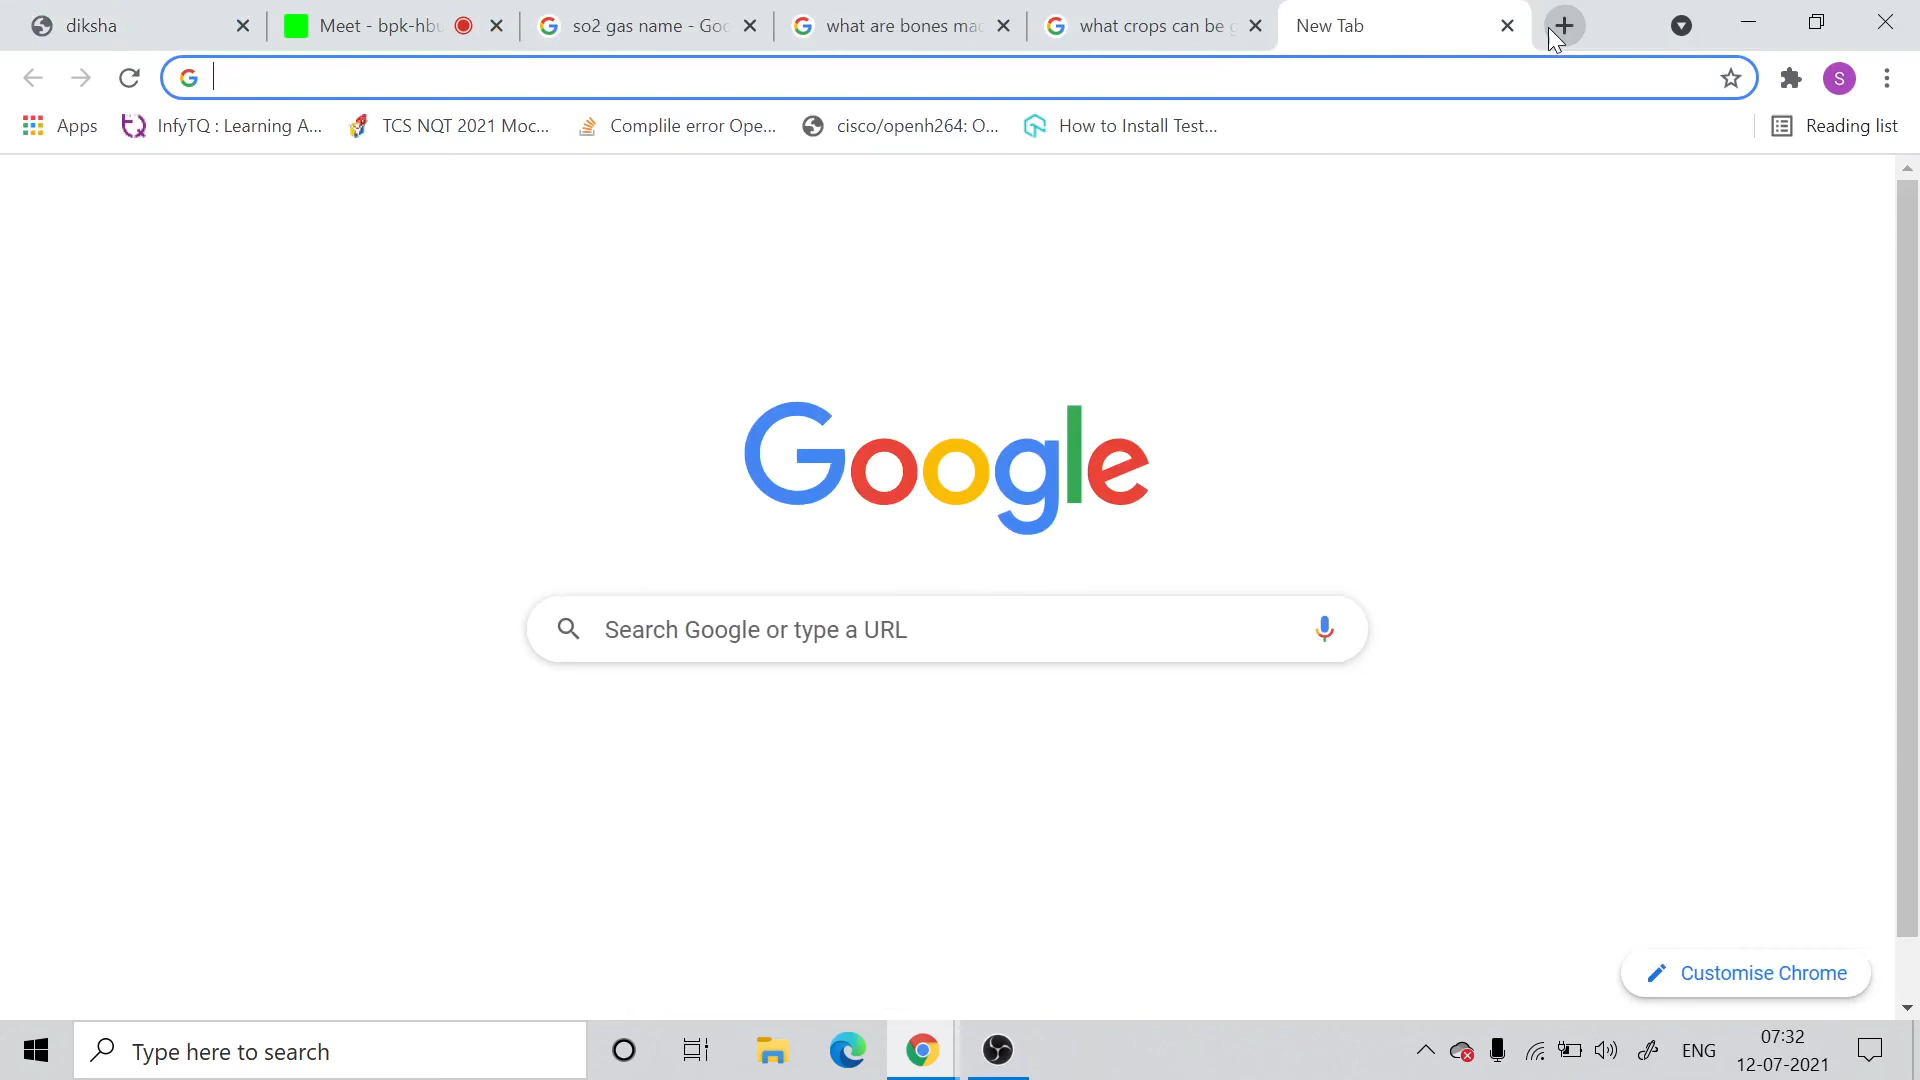 diksha
Meet - bpk-hbu
so2 gas name - Goo
what are bones mad
what crops can be g
New Tab
Apps
InfyTQ : Learning A...
TCS NQT 2021 Moc...
Complile error Ope...
cisco/openh264: O...
How to Install Test...
Reading list
S
Google
Search Google or type a URL
Customise Chrome
Type here to search
ENG
07:32
12-07-2021